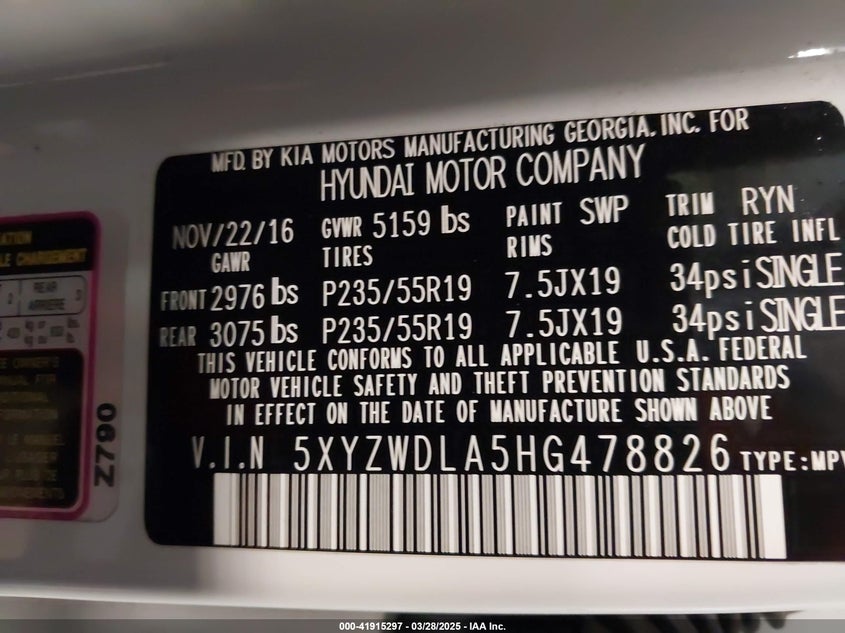 MFD. BY KIA MOTORS MANUFACTURING GEORGIA, INC. FOR
HYUNDAI MOTOR COMPANY
NOV/22/16 GVWR 5159 lbs PAINT SWP TRIM RYN
GAWR TIRES RIMS COLD TIRE INFL
FRONT 2976 lbs P235/55R19 7.5JX19 34psi SINGLE
REAR 3075 lbs P235/55R19 7.5JX19 34psi SINGLE
THIS VEHICLE CONFORMS TO ALL APPLICABLE U.S.A. FEDERAL
MOTOR VEHICLE SAFETY AND THEFT PREVENTION STANDARDS
IN EFFECT ON THE DATE OF MANUFACTURE SHOWN ABOVE
V.I.N 5XYZWDLA5HG478826 TYPE:MPV
CHARGEMENT
REAR 3
ARRIERE
Z790
000-41915297 - 03/28/2025 - IAA Inc.